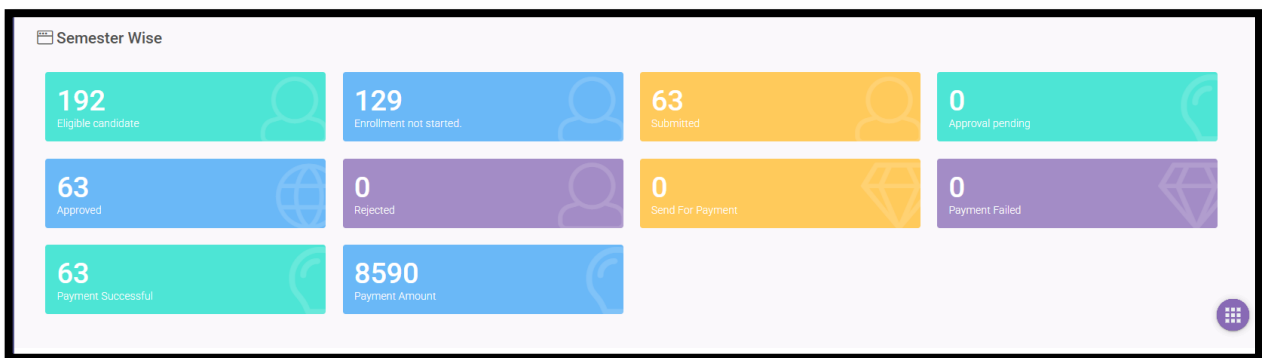 Semester Wise
192
Eligible candidate
129
Enrollment not started.
63
Submitted
0
Approval pending
63
Approved
0
Rejected
0
Send For Payment
0
Payment Failed
63
Payment Successful
8590
Payment Amount